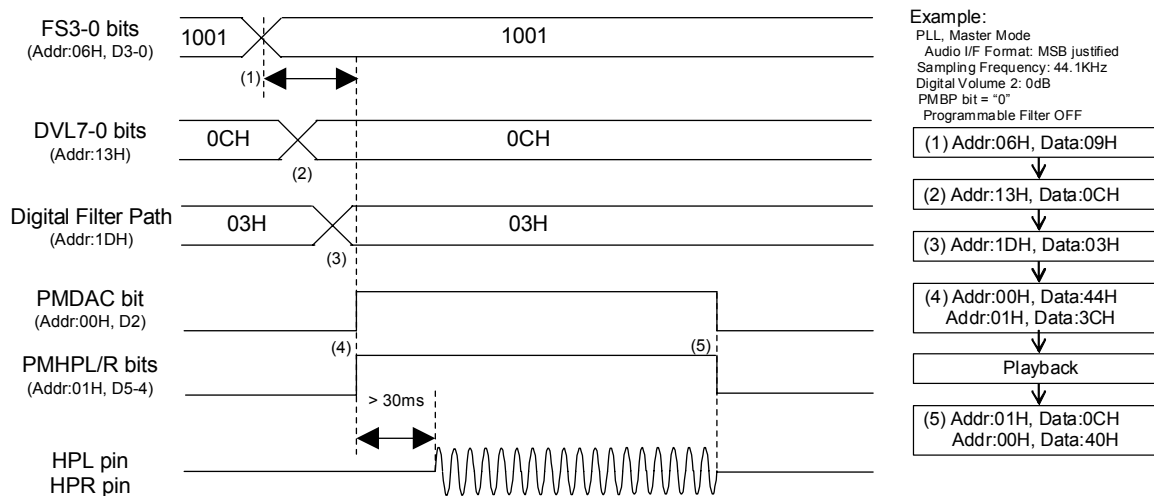 FS3-0 bits
(Addr:06H, D3-0)
1001
1001
(1)
DVL7-0 bits
(Addr:13H)
0CH
0CH
(2)
Digital Filter Path
(Addr:1DH)
03H
03H
(3)
PMDAC bit
(Addr:00H, D2)
(4)
(5)
PMHPL/R bits
(Addr:01H, D5-4)
> 30ms
HPL pin
HPR pin
Example:
PLL, Master Mode
Audio I/F Format: MSB justified
Sampling Frequency: 44.1KHz
Digital Volume 2: 0dB
PMBP bit = “0”
Programmable Filter OFF
(1) Addr:06H, Data:09H
(2) Addr:13H, Data:0CH
(3) Addr:1DH, Data:03H
(4) Addr:00H, Data:44H
Addr:01H, Data:3CH
Playback
(5) Addr:01H, Data:0CH
Addr:00H, Data:40H